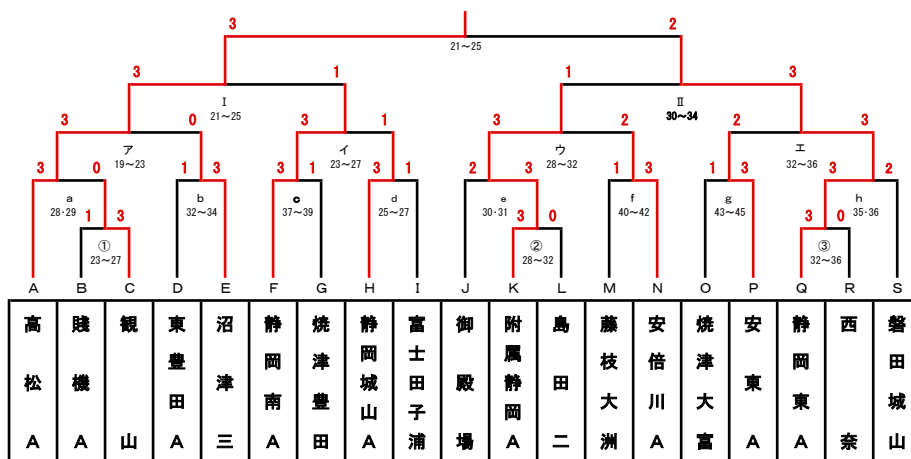 3 2
21～25
3 1 1 3
Ⅰ Ⅱ
21～25 30～34
3 0 3 1 3 2 2 3
ア イ ウ エ
19～23 23～27 28～32 32～36
3 0 1 3 3 1 3 1 2 3 1 3 1 3 3 2
a b c d e f g h
28・29 32～34 37～39 25～27 30・31 40～42 43～45 35・36
1 3 3 0 3 0
① ② ③
23～27 28～32 32～36
A B C D E F G H I J K L M N O P Q R S
高松A
賎機A
観山
東豊田A
沼津三
静岡南A
焼津豊田
静岡城山A
富士田子浦
御殿場
附属静岡A
島田二
藤枝大洲
安倍川A
焼津大富
安東A
静岡東A
西奈
磐田城山